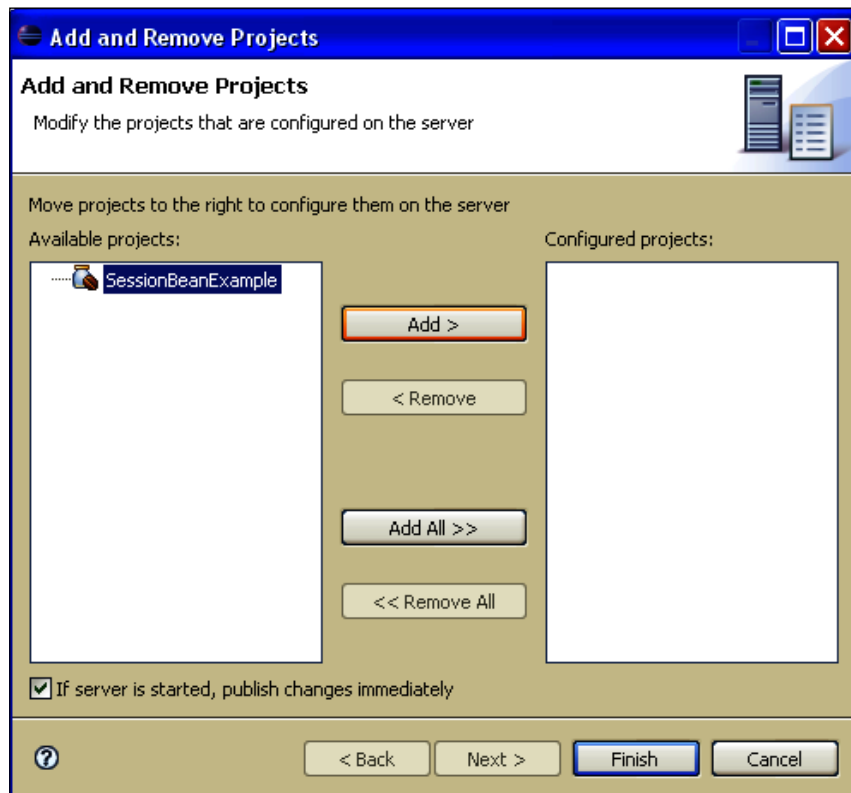 Add and Remove Projects
Add and Remove Projects
Modify the projects that are configured on the server
Move projects to the right to configure them on the server
Available projects:
Configured projects:
SessionBeanExample
Add >
< Remove
Add All >>
<< Remove All
If server is started, publish changes immediately
?
< Back
Next >
Finish
Cancel